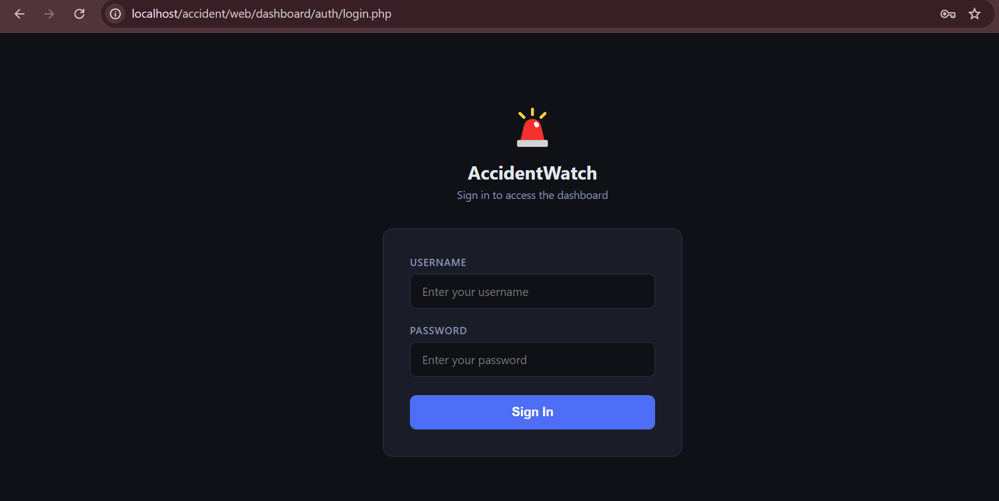 localhost/accident/web/dashboard/auth/login.php
AccidentWatch
Sign in to access the dashboard
USERNAME
Enter your username
PASSWORD
Enter your password
Sign In